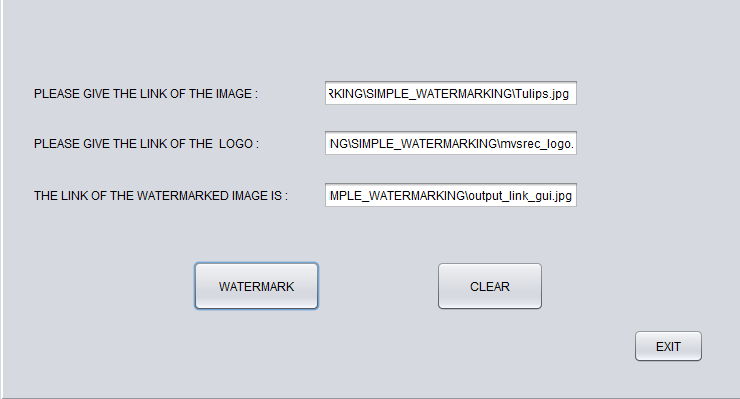 PLEASE GIVE THE LINK OF THE IMAGE : RKING\SIMPLE_WATERMARKING\Tulips.jpg
PLEASE GIVE THE LINK OF THE  LOGO : NG\SIMPLE_WATERMARKING\mvsrec_logo.
THE LINK OF THE WATERMARKED IMAGE IS : MPLE_WATERMARKING\output_link_gui.jpg
WATERMARK CLEAR
EXIT